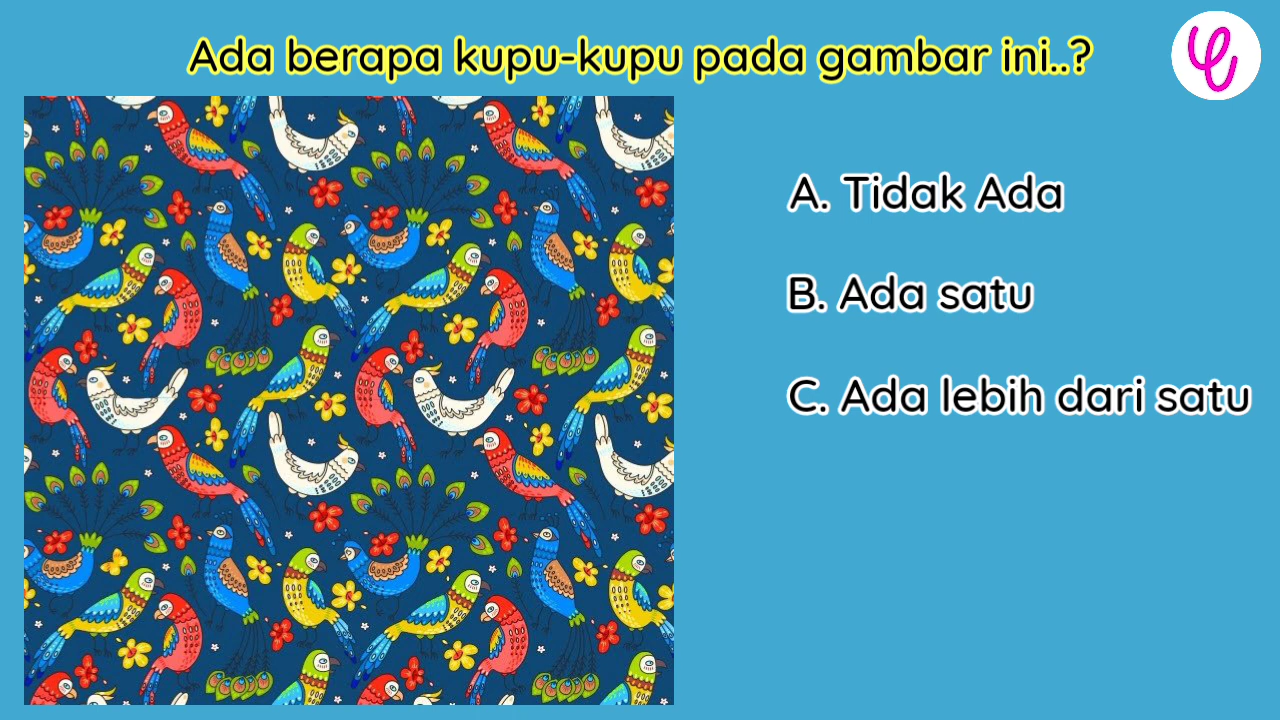 Ada berapa kupu-kupu pada gambar ini..?
A. Tidak Ada
B. Ada satu
C. Ada lebih dari satu